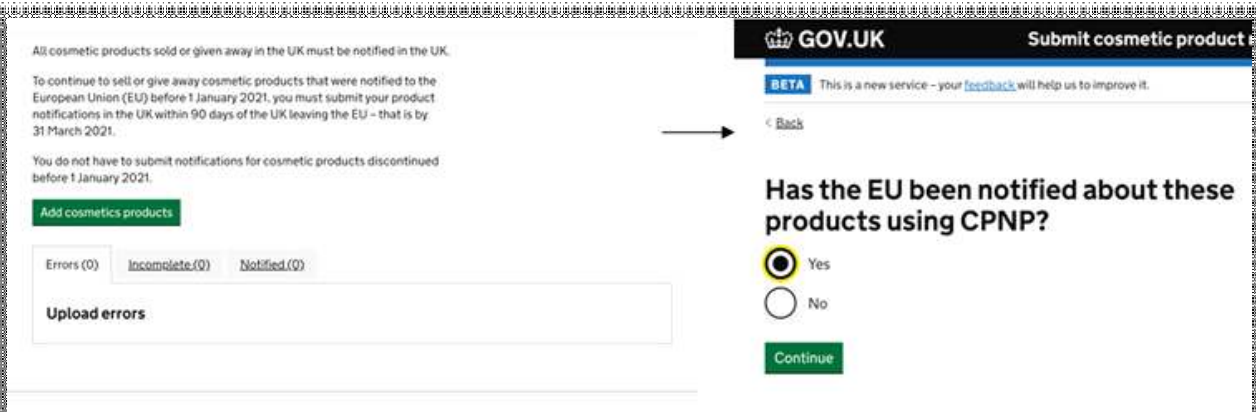 All cosmetic products sold or given away in the UK must be notified in the UK.
To continue to sell or give away cosmetic products that were notified to the
European Union (EU) before 1 January 2021, you must submit your product
notifications in the UK within 90 days of the UK leaving the EU – that is by
31 March 2021.
You do not have to submit notifications for cosmetic products discontinued
before 1 January 2021.
Add cosmetics products
Errors (0) Incomplete (0) Notified (0)
Upload errors
GOV.UK Submit cosmetic product
BETA This is a new service – your feedback will help us to improve it.
< Back
Has the EU been notified about these
products using CPNP?
Yes
No
Continue